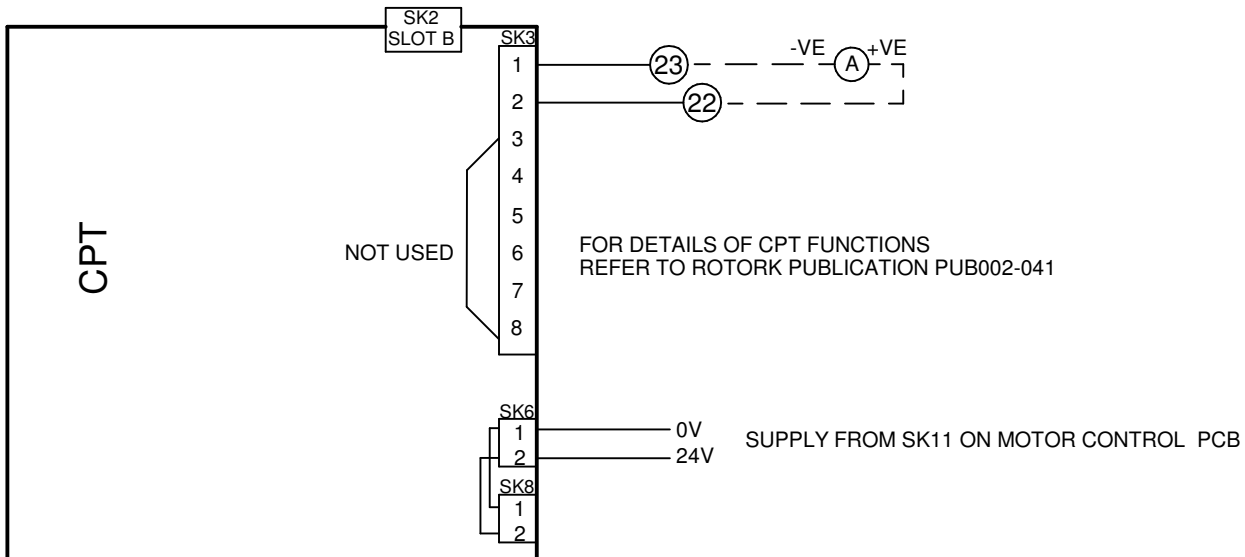 SK2
SLOT B
SK3
1
2
3
4
5
6
7
8
23
-VE
A
+VE
22
CPT
NOT USED
FOR DETAILS OF CPT FUNCTIONS
REFER TO ROTORK PUBLICATION PUB002-041
SK6
1
2
0V
24V
SUPPLY FROM SK11 ON MOTOR CONTROL PCB
SK8
1
2